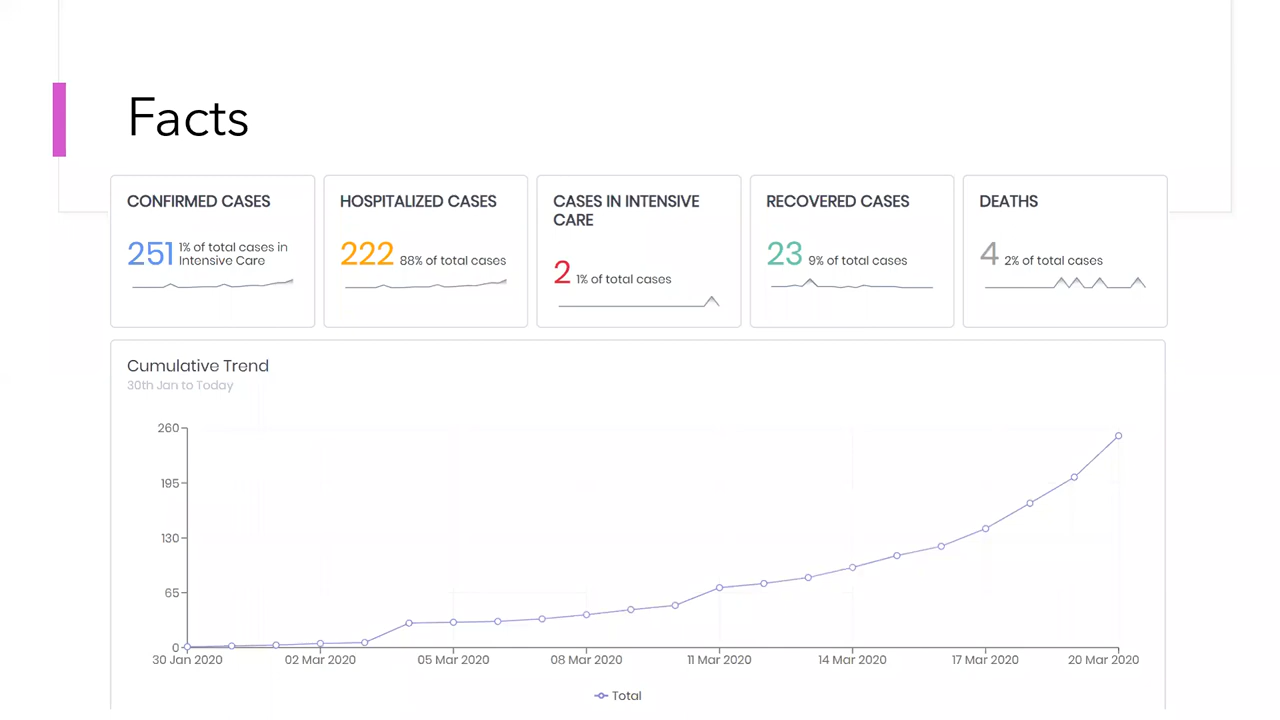 Facts
CONFIRMED CASES
251 1% of total cases in
Intensive Care
HOSPITALIZED CASES
222 88% of total cases
CASES IN INTENSIVE
CARE
2 1% of total cases
RECOVERED CASES
23 9% of total cases
DEATHS
4 2% of total cases
Cumulative Trend
30th Jan to Today
260
195
130
65
0
30 Jan 2020 02 Mar 2020 05 Mar 2020 08 Mar 2020 11 Mar 2020 14 Mar 2020 17 Mar 2020 20 Mar 2020
Total